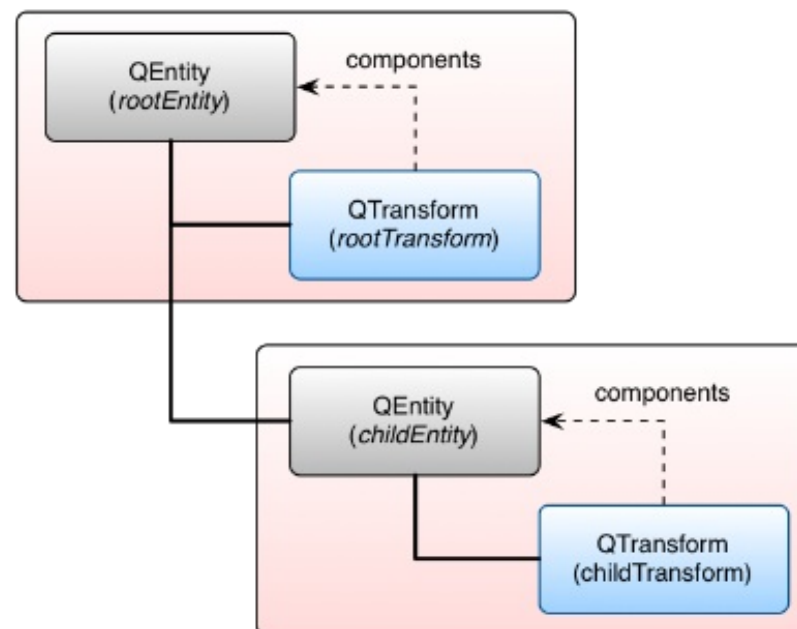 QEntity
(rootEntity)
components
QTransform
(rootTransform)
QEntity
(childEntity)
components
QTransform
(childTransform)